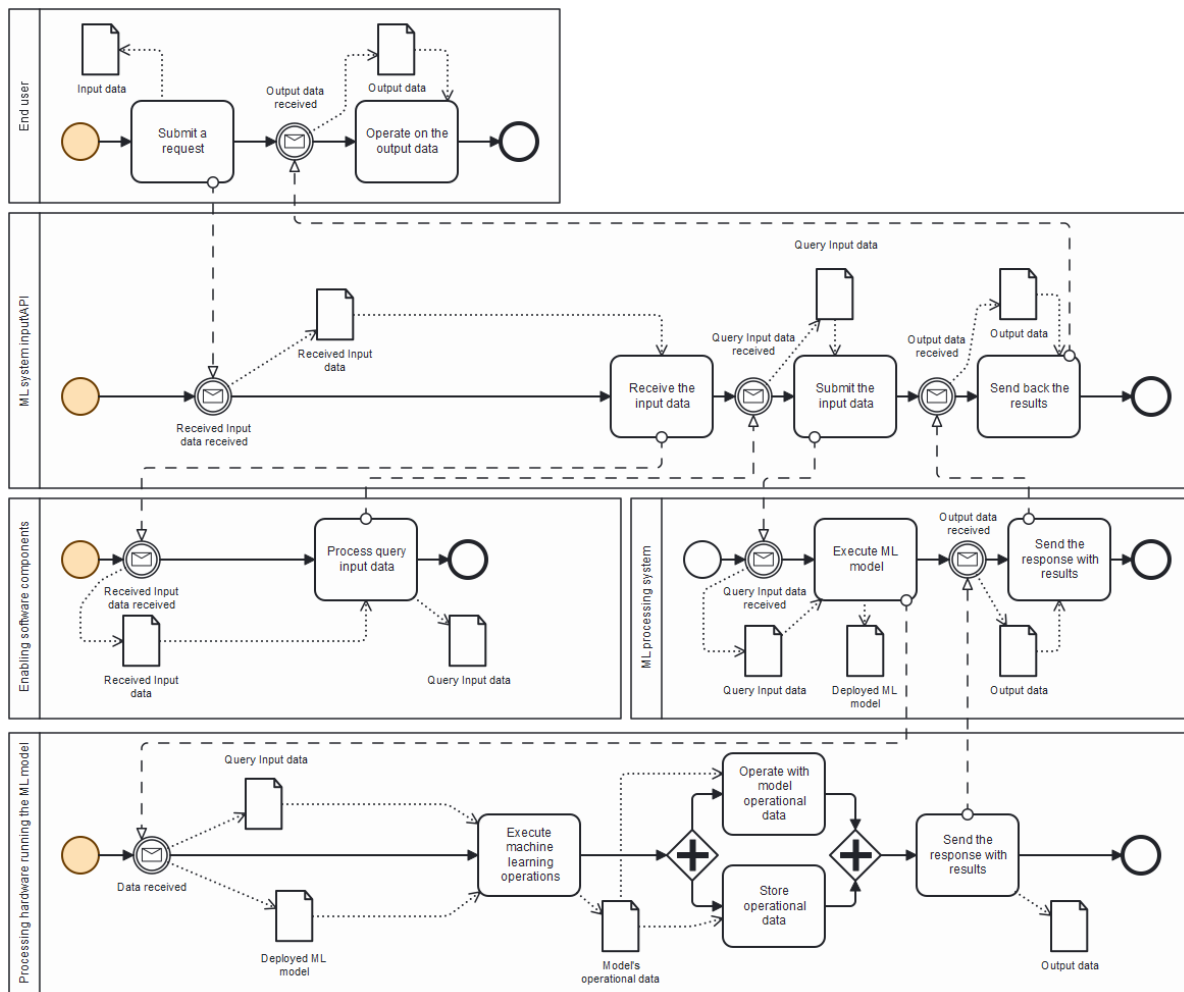 End user
Input data
Submit a
request
Output data
received
Output data
Operate on the
output data
ML system input\API
Received Input
data received
Received Input
data
Receive the
input data
Query Input data
received
Query Input data
Submit the
input data
Output data
received
Output data
Send back the
results
Enabling software components
Received Input
data received
Received Input
data
Process query
input data
Query Input data
ML processing system
Query Input data
received
Query Input data
Execute ML
model
Deployed ML
model
Output data
received
Output data
Send the
response with
results
Processing hardware running the ML model
Data received
Query Input data
Deployed ML
model
Execute
machine
learning
operations
Model's
operational data
Operate with
model
operational
data
Store
operational
data
Send the
response with
results
Output data